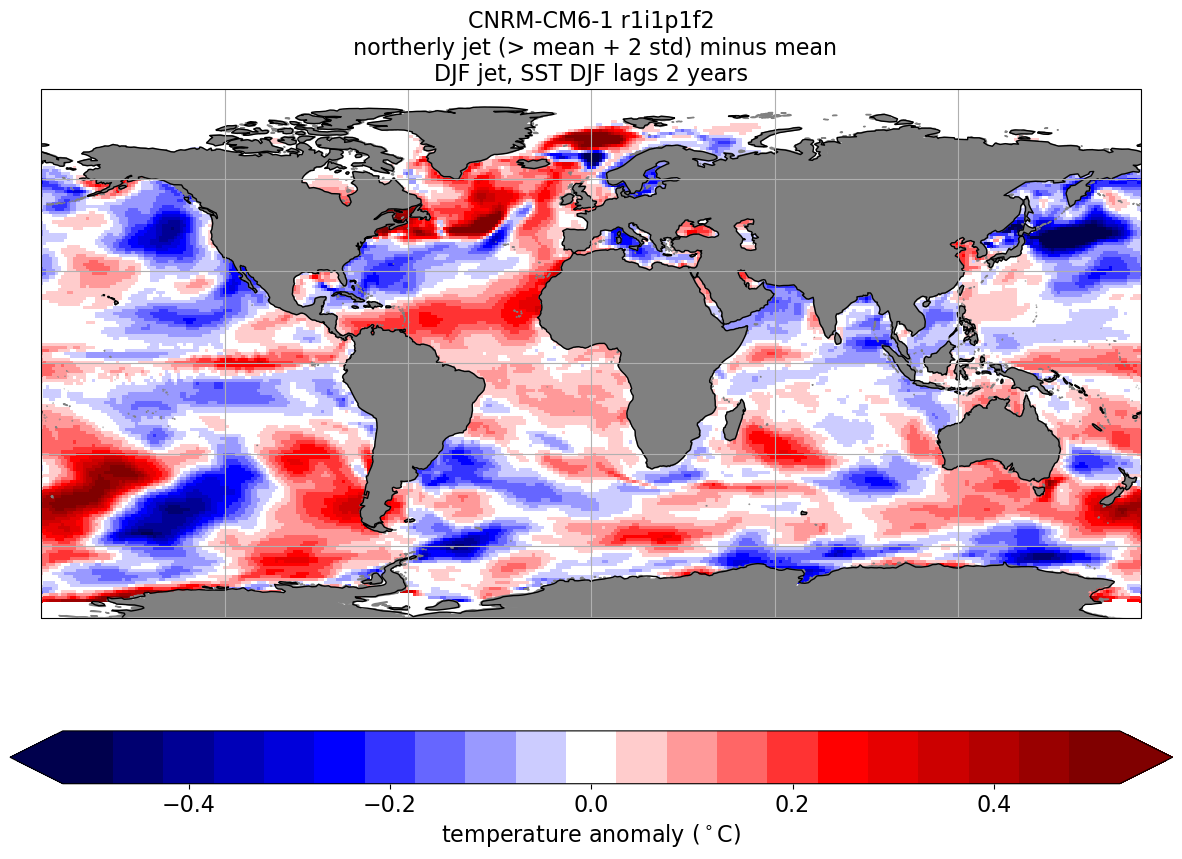 CNRM-CM6-1 r1i1p1f2
northerly jet (> mean + 2 std) minus mean
DJF jet, SST DJF lags 2 years
−0.4 −0.2 0.0 0.2 0.4
temperature anomaly (°C)